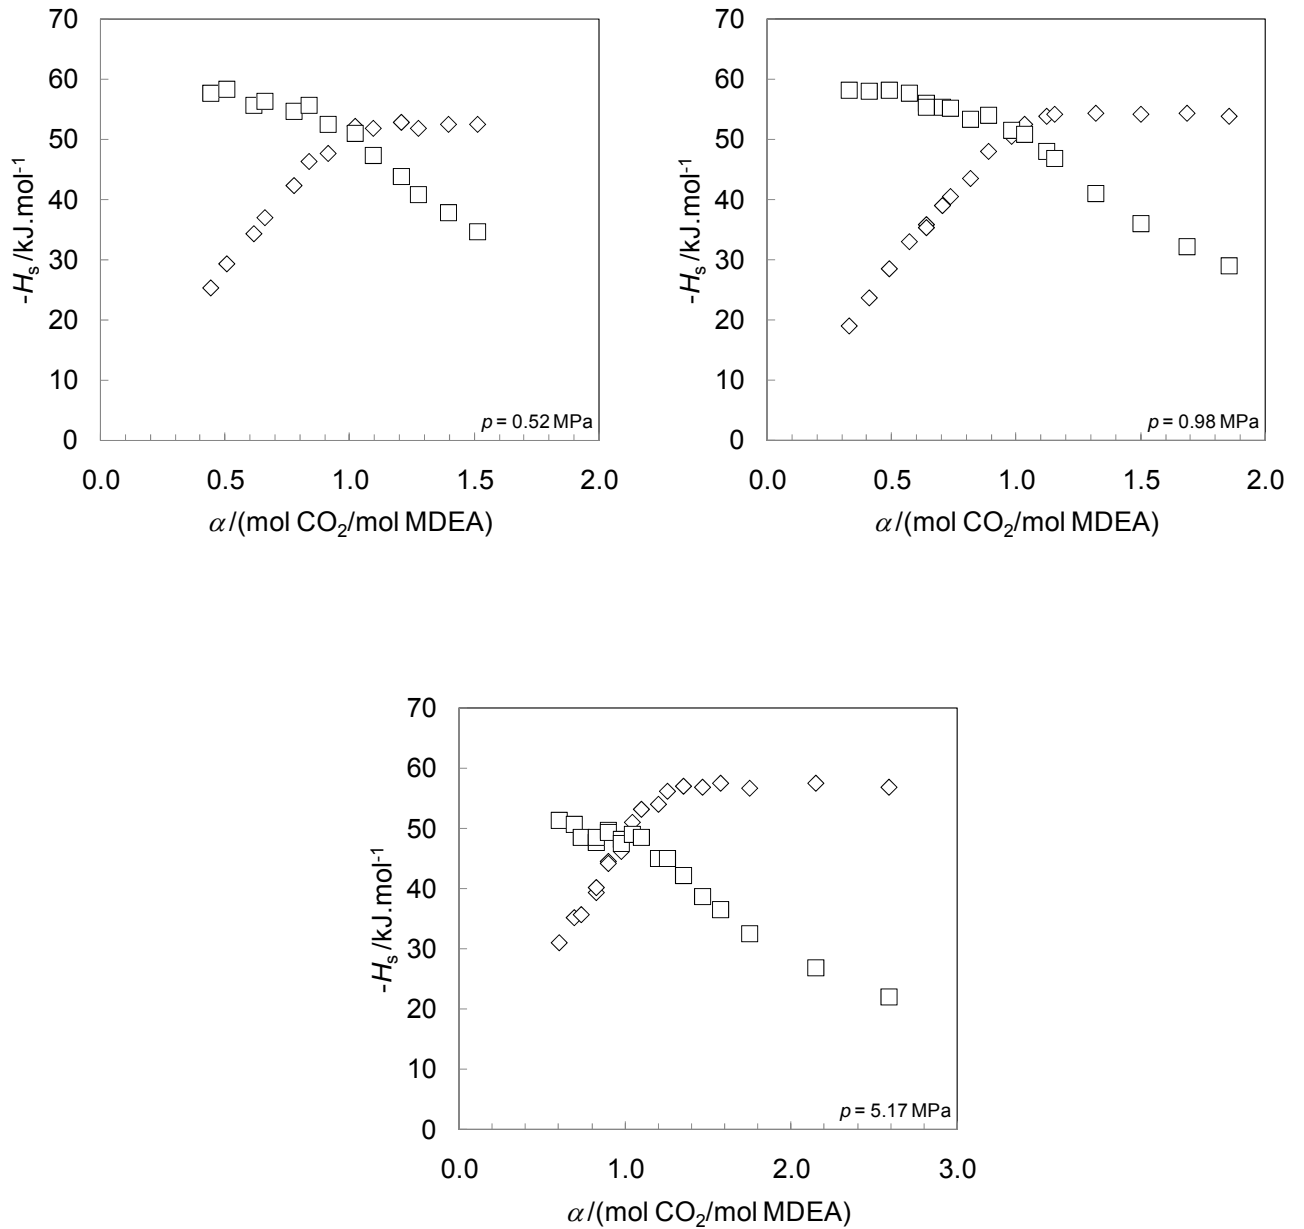 70
60
50
40
30
20
10
0
-Hs /kJ.mol-1
p = 0.52 MPa
0.0 0.5 1.0 1.5 2.0
α/(mol CO2/mol MDEA)
70
60
50
40
30
20
10
0
-Hs /kJ.mol-1
p = 0.98 MPa
0.0 0.5 1.0 1.5 2.0
α/(mol CO2/mol MDEA)
70
60
50
40
30
20
10
0
-Hs /kJ.mol-1
p = 5.17 MPa
0.0 1.0 2.0 3.0
α/(mol CO2/mol MDEA)